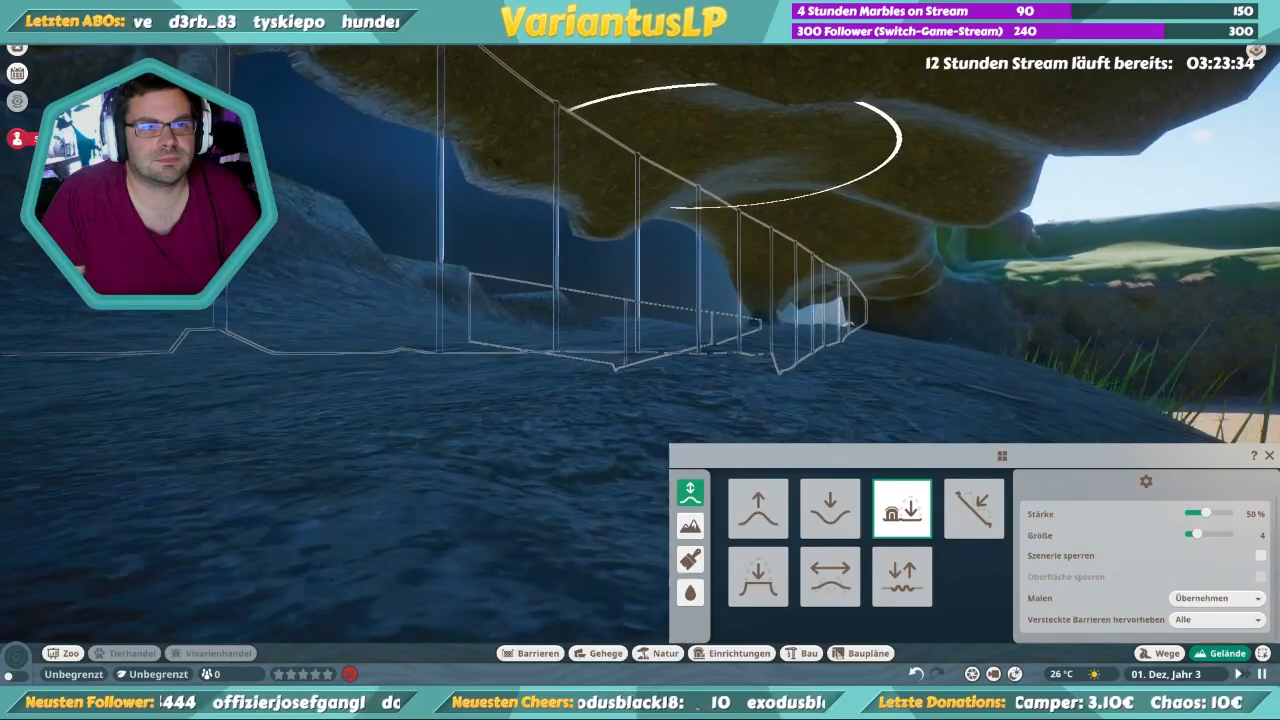 Letzten ABOs: ve d3rb_83 tyskiepo hunder
VariantusLP
4 Stunden Marbles on Stream 90 150
300 Follower (Switch-Game-Stream) 240 300
12 Stunden Stream läuft bereits: 03:23:34
?
Stärke 50 %
Größe 4
Szenerie sperren
Oberfläche sperren
Malen Übernehmen
Versteckte Barrieren hervorheben Alle
Zoo Tierhandel Vivarienhandel Barrieren Gehege Natur Einrichtungen Bau Baupläne Wege Gelände
Unbegrenzt Unbegrenzt 0 26 °C 01. Dez, Jahr 3
Neusten Follower: 444 offizierjosefgangl do
Neuesten Cheers: odusblack18: 10 exodusbl
Letzte Donations: Camper: 3.10€ Chaos: 10€